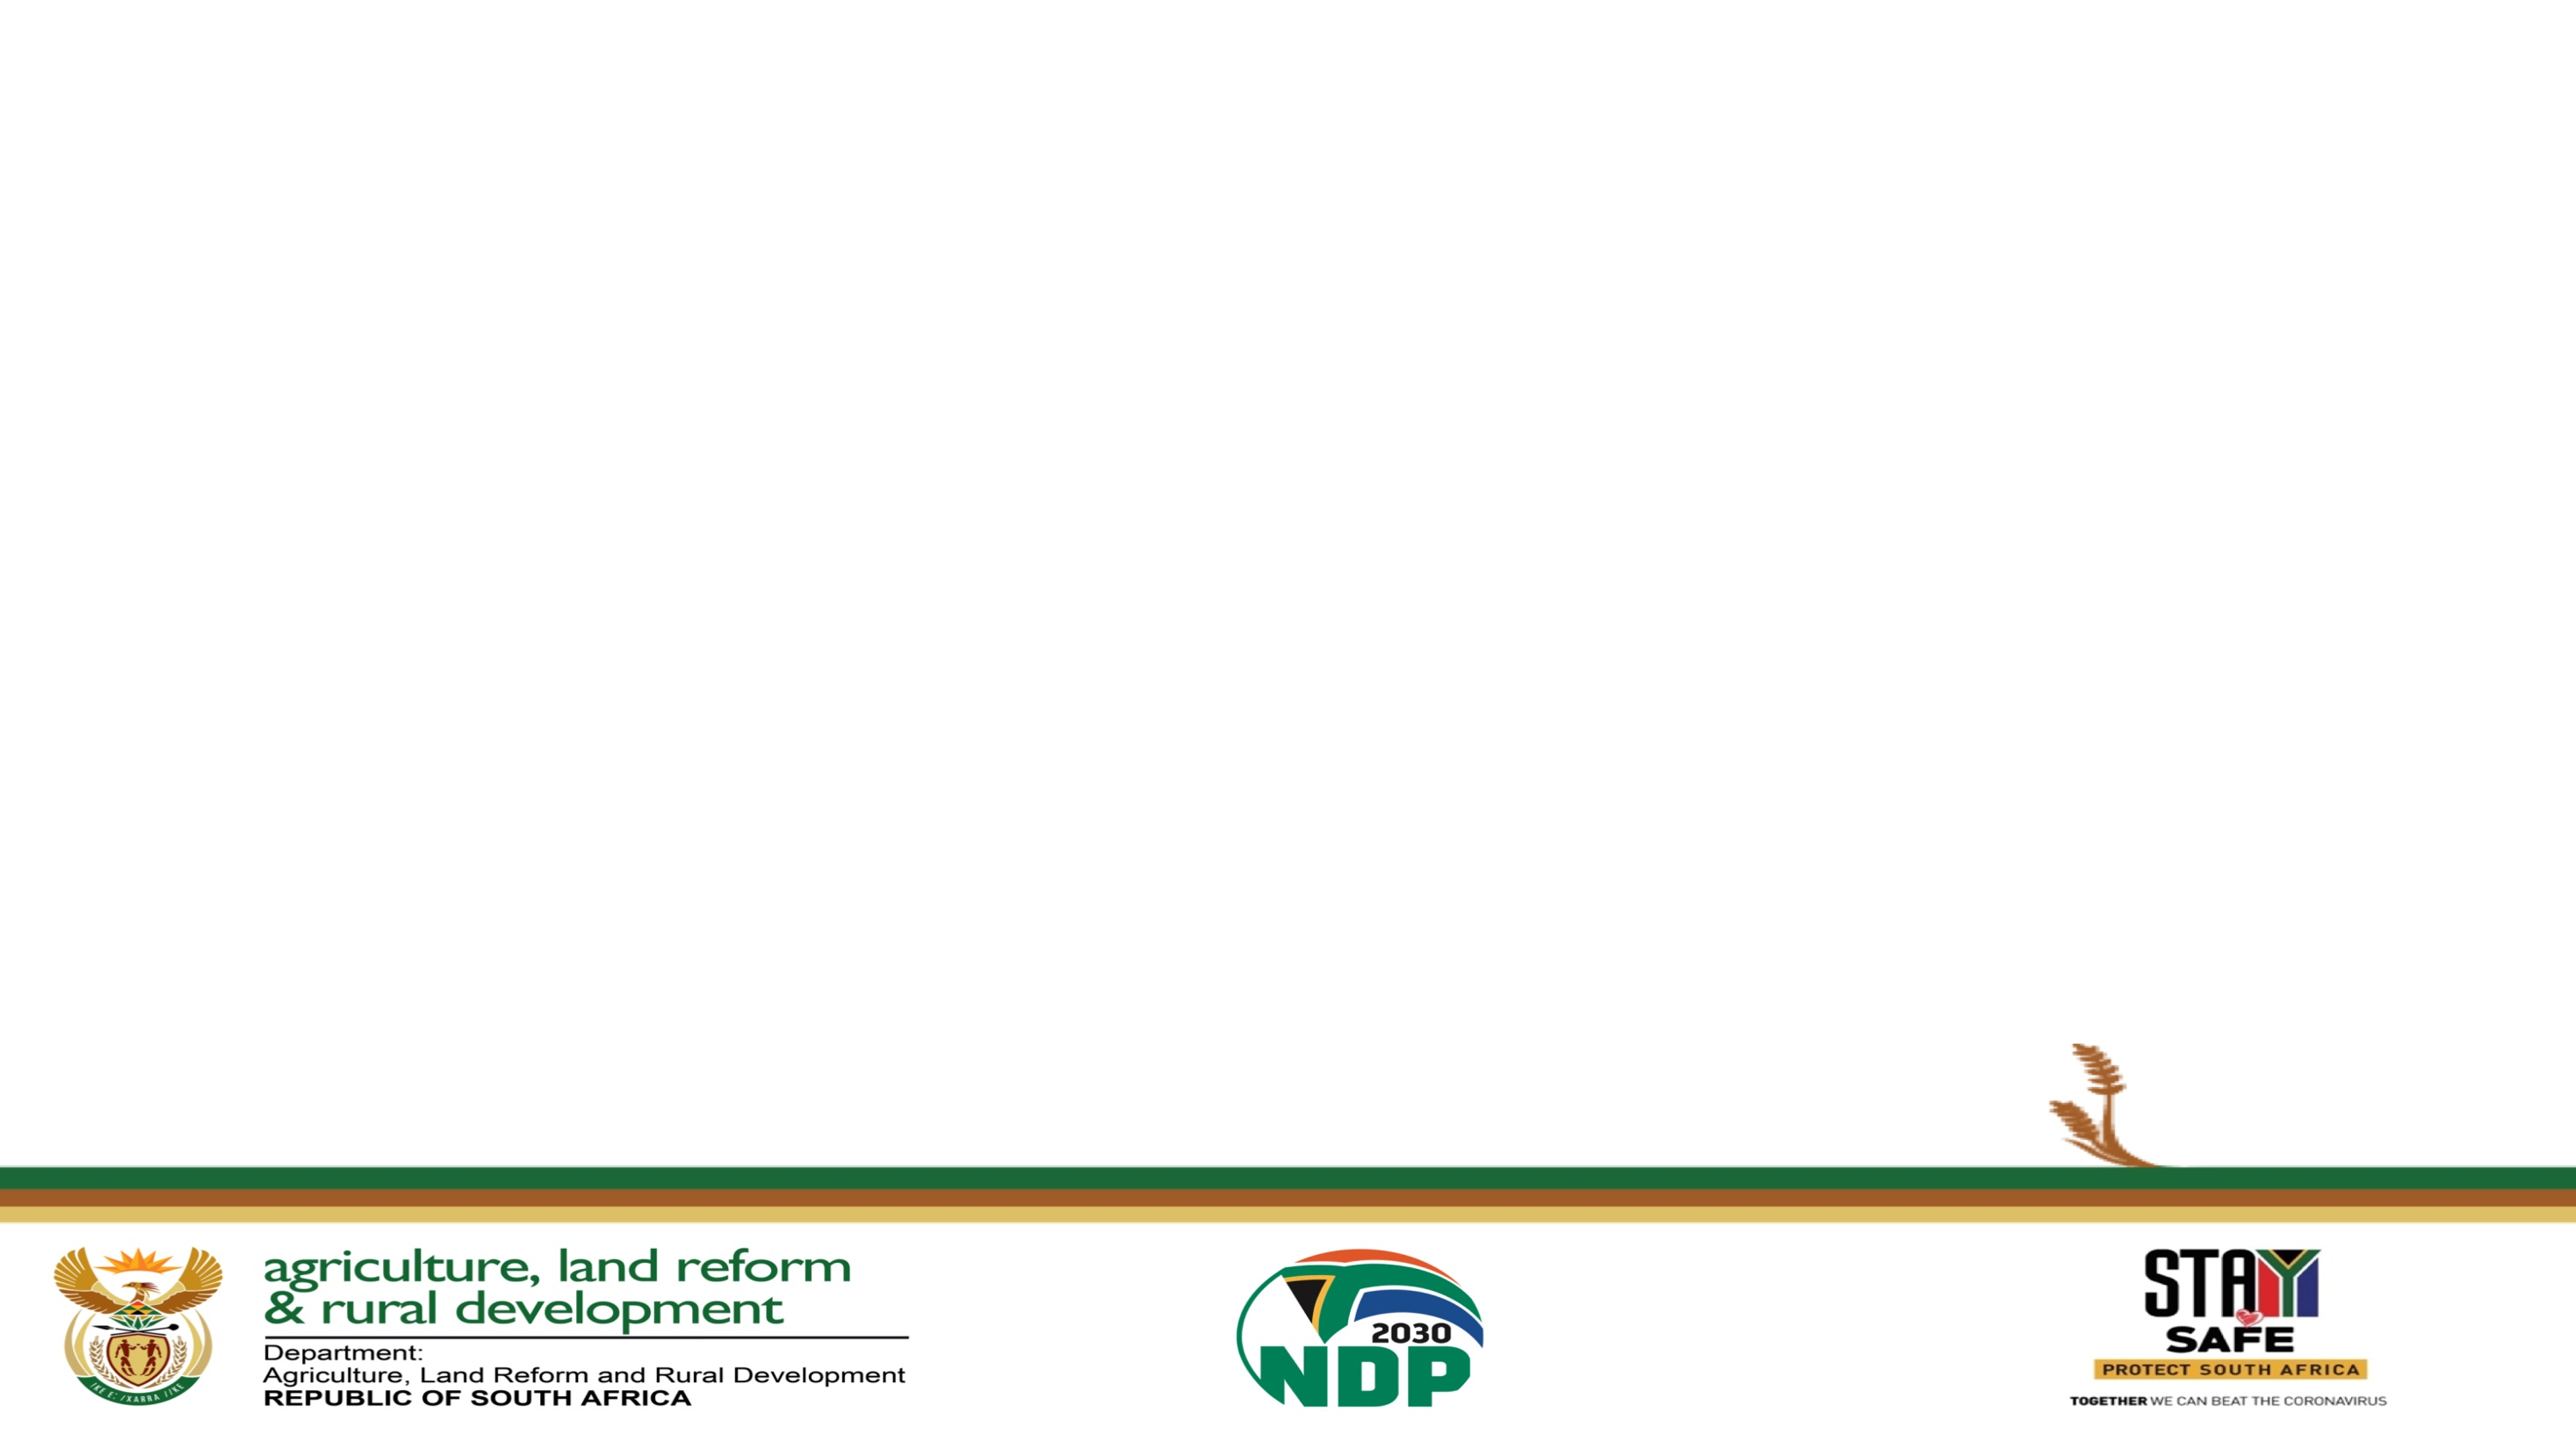 agriculture, land reform
& rural development
Department:
Agriculture, Land Reform and Rural Development
REPUBLIC OF SOUTH AFRICA
2030
NDP
STAY
SAFE
PROTECT SOUTH AFRICA
TOGETHER WE CAN BEAT THE CORONAVIRUS